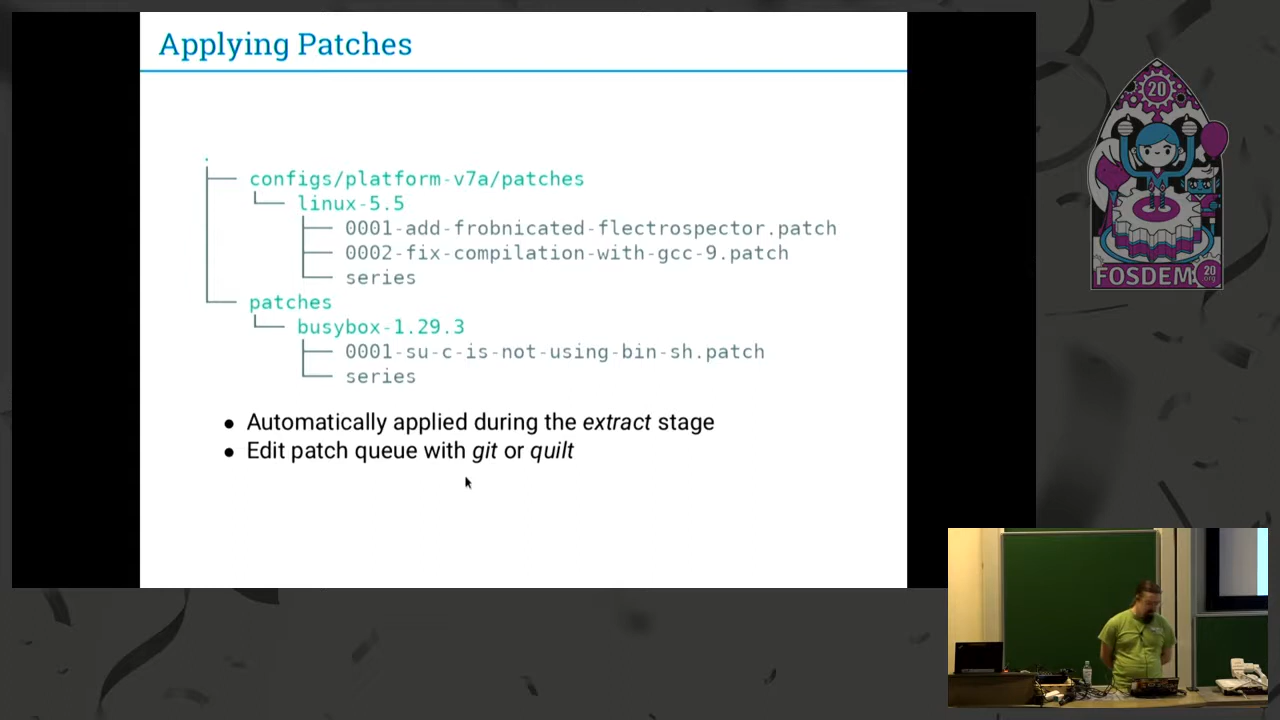 Applying Patches
.
configs/platform-v7a/patches
linux-5.5
0001-add-frobnicated-flectrospector.patch
0002-fix-compilation-with-gcc-9.patch
series
patches
busybox-1.29.3
0001-su-c-is-not-using-bin-sh.patch
series
● Automatically applied during the extract stage
● Edit patch queue with git or quilt
20
FOSDEM
20
.org